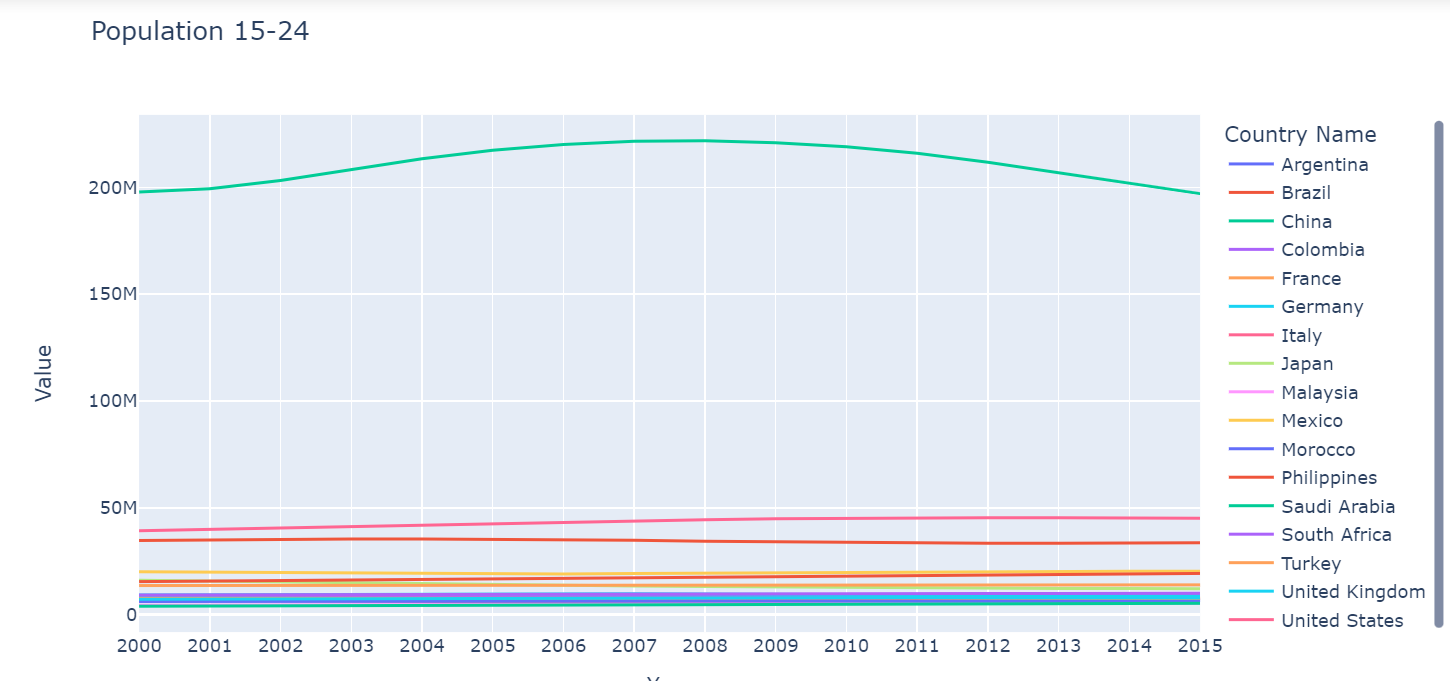 Population 15-24
Value
200M
150M
100M
50M
0
2000 2001 2002 2003 2004 2005 2006 2007 2008 2009 2010 2011 2012 2013 2014 2015
Country Name
Argentina
Brazil
China
Colombia
France
Germany
Italy
Japan
Malaysia
Mexico
Morocco
Philippines
Saudi Arabia
South Africa
Turkey
United Kingdom
United States